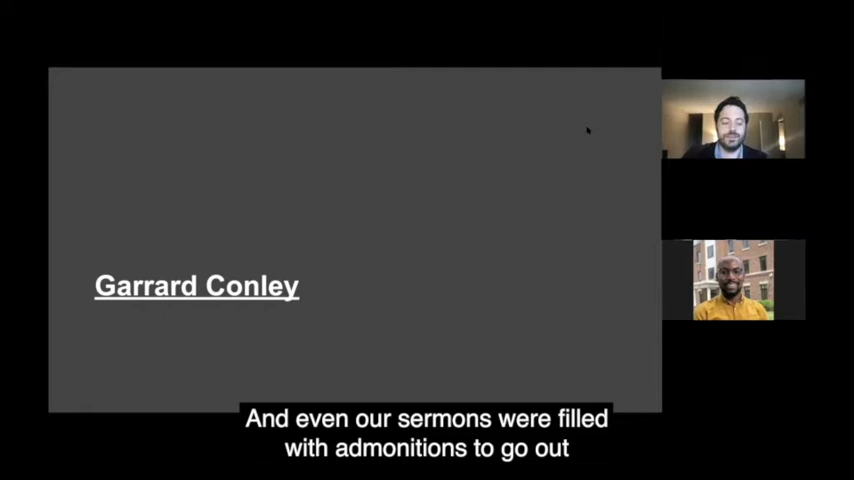 Garrard Conley
And even our sermons were filled
with admonitions to go out